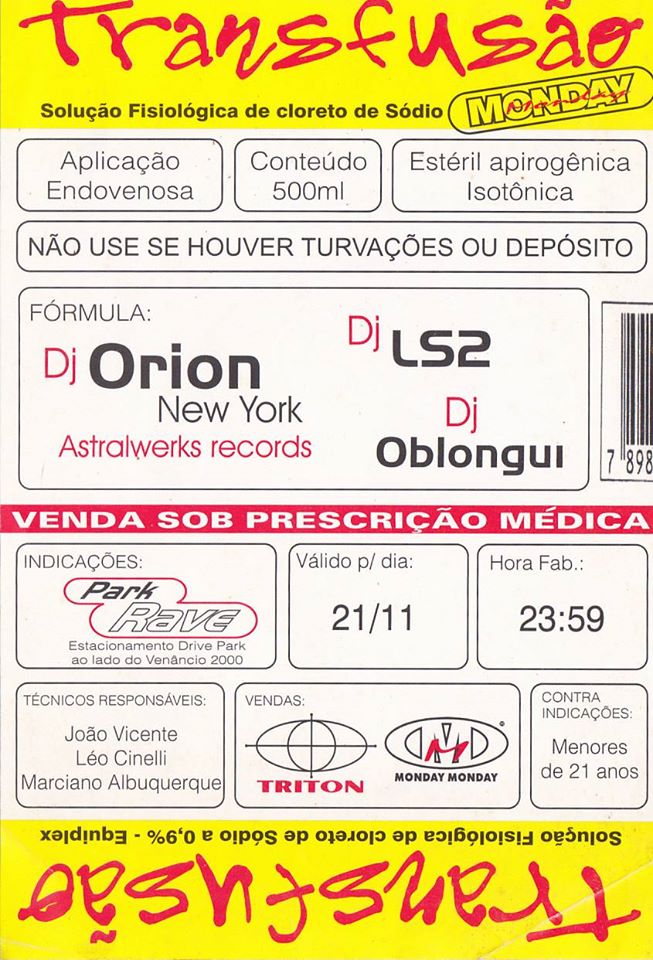 Transfusão
Solução Fisiológica de cloreto de Sódio
MONDAY
Aplicação
Endovenosa
Conteúdo
500ml
Estéril apirogênica
Isotônica
NÃO USE SE HOUVER TURVAÇÕES OU DEPÓSITO
FÓRMULA:
Dj Orion
New York
Astralwerks records
Dj LS2
Dj
Oblongui
7 898
VENDA SOB PRESCRIÇÃO MÉDICA
INDICAÇÕES:
Park
Rave
Estacionamento Drive Park
ao lado do Venâncio 2000
Válido p/ dia:
21/11
Hora Fab.:
23:59
TÉCNICOS RESPONSÁVEIS:
João Vicente
Léo Cinelli
Marciano Albuquerque
VENDAS:
TRITON
MD
®
MONDAY MONDAY
CONTRA
INDICAÇÕES:
Menores
de 21 anos
Solução Fisiológica de cloreto de Sódio a 0,9% - Equiplex
Transfusão